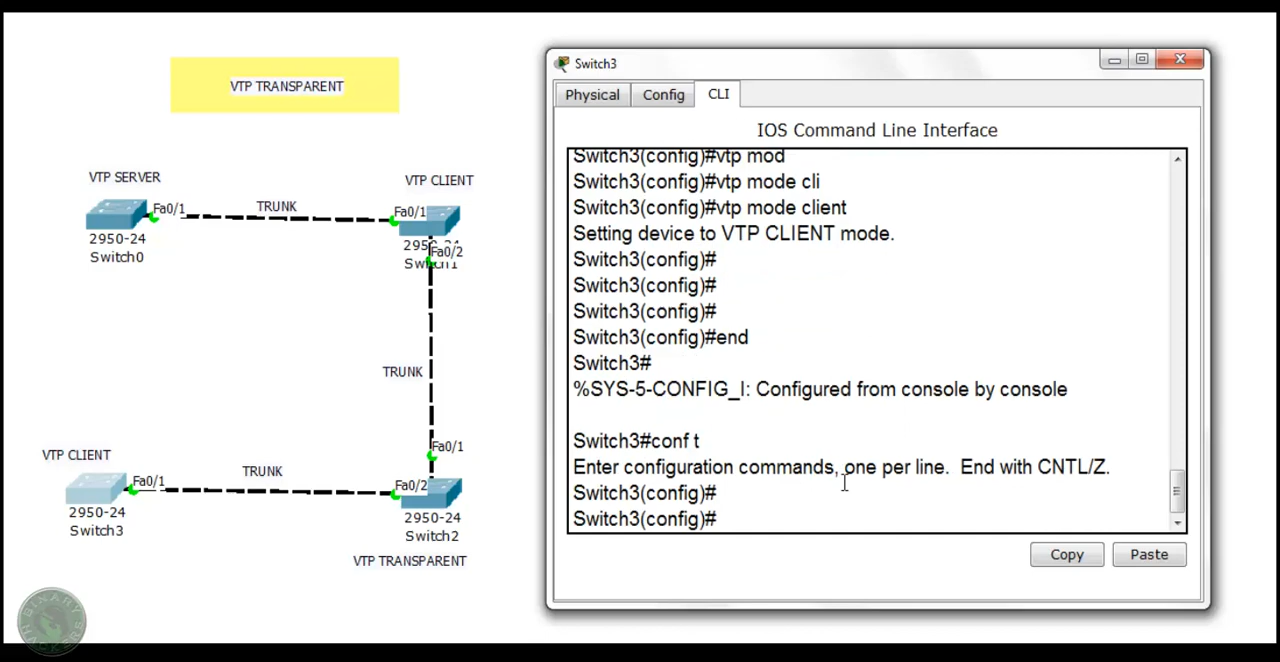 VTP TRANSPARENT
VTP SERVER
VTP CLIENT
Fa0/1
TRUNK
Fa0/1
2950-24
Switch0
2950-24
Fa0/2
Switch1
TRUNK
Fa0/1
VTP CLIENT
Fa0/1
TRUNK
Fa0/2
2950-24
Switch3
2950-24
Switch2
VTP TRANSPARENT
BINARY
HACKERS
Switch3
Physical
Config
CLI
IOS Command Line Interface
Switch3(config)#vtp mod
Switch3(config)#vtp mode cli
Switch3(config)#vtp mode client
Setting device to VTP CLIENT mode.
Switch3(config)#
Switch3(config)#
Switch3(config)#
Switch3(config)#end
Switch3#
%SYS-5-CONFIG_I: Configured from console by console
Switch3#conf t
Enter configuration commands, one per line.  End with CNTL/Z.
Switch3(config)#
Switch3(config)#
Copy
Paste